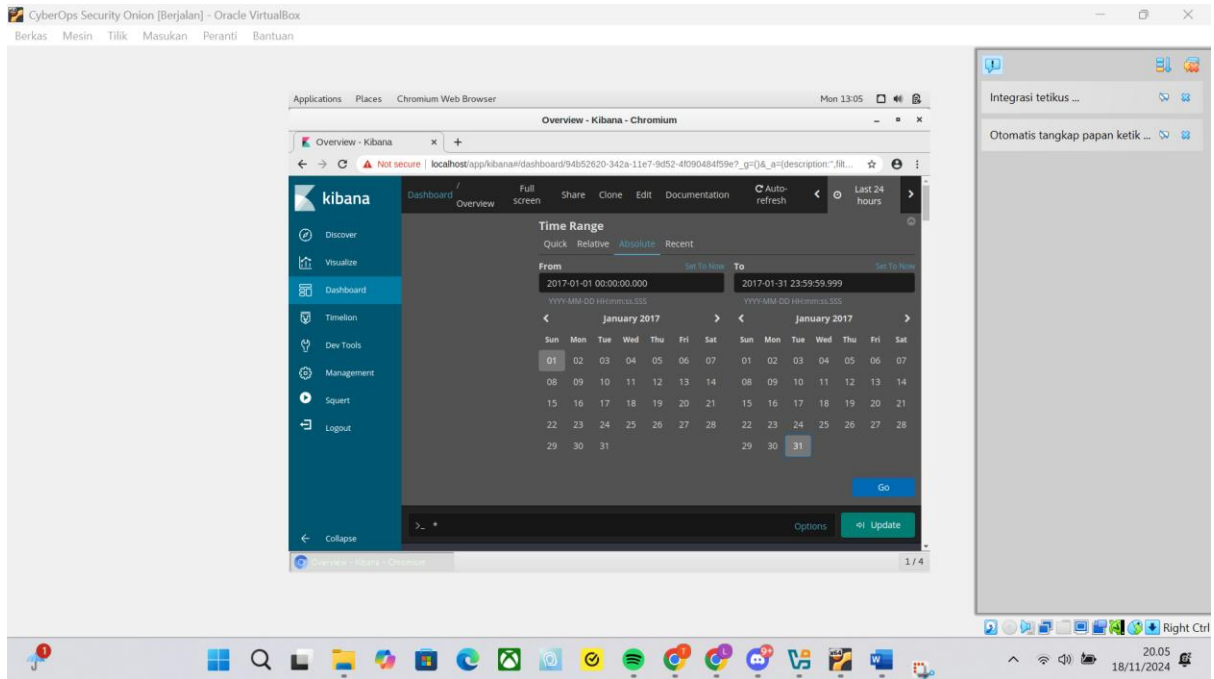 CyberOps Security Onion [Berjalan] - Oracle VirtualBox
Berkas Mesin Tilik Masukan Peranti Bantuan
Integrasi tetikus ...
Otomatis tangkap papan ketik ...
Applications Places Chromium Web Browser Mon 13:05
Overview - Kibana - Chromium
Overview - Kibana × +
Not secure | localhost/app/kibana#/dashboard/94b52620-342a-11e7-9d52-4f090484f59e?_g=()&_a=(description:'',filt...
kibana
Dashboard / Overview Full screen Share Clone Edit Documentation Auto-refresh Last 24 hours
Discover
Visualize
Dashboard
Timelion
Dev Tools
Management
Squert
Logout
Collapse
Time Range
Quick Relative Absolute Recent
From Set To Now To Set To Now
2017-01-01 00:00:00.000 2017-01-31 23:59:59.999
YYYY-MM-DD HH:mm:ss.SSS YYYY-MM-DD HH:mm:ss.SSS
January 2017 January 2017
Sun Mon Tue Wed Thu Fri Sat Sun Mon Tue Wed Thu Fri Sat
01 02 03 04 05 06 07 01 02 03 04 05 06 07
08 09 10 11 12 13 14 08 09 10 11 12 13 14
15 16 17 18 19 20 21 15 16 17 18 19 20 21
22 23 24 25 26 27 28 22 23 24 25 26 27 28
29 30 31 29 30 31
Go
>_ * Options Update
Overview - Kibana - Chromium 1 / 4
Right Ctrl
20.05
18/11/2024